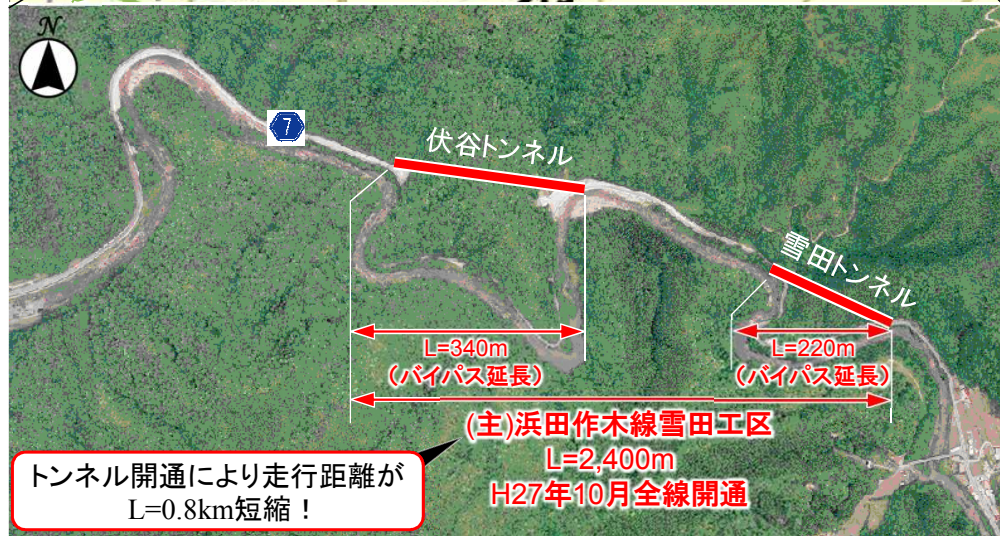 N
7
伏谷トンネル
雪田トンネル
L=340m
(バイパス延長)
L=220m
(バイパス延長)
(主)浜田作木線雪田工区
L=2,400m
H27年10月全線開通
トンネル開通により走行距離が
L=0.8km短縮！